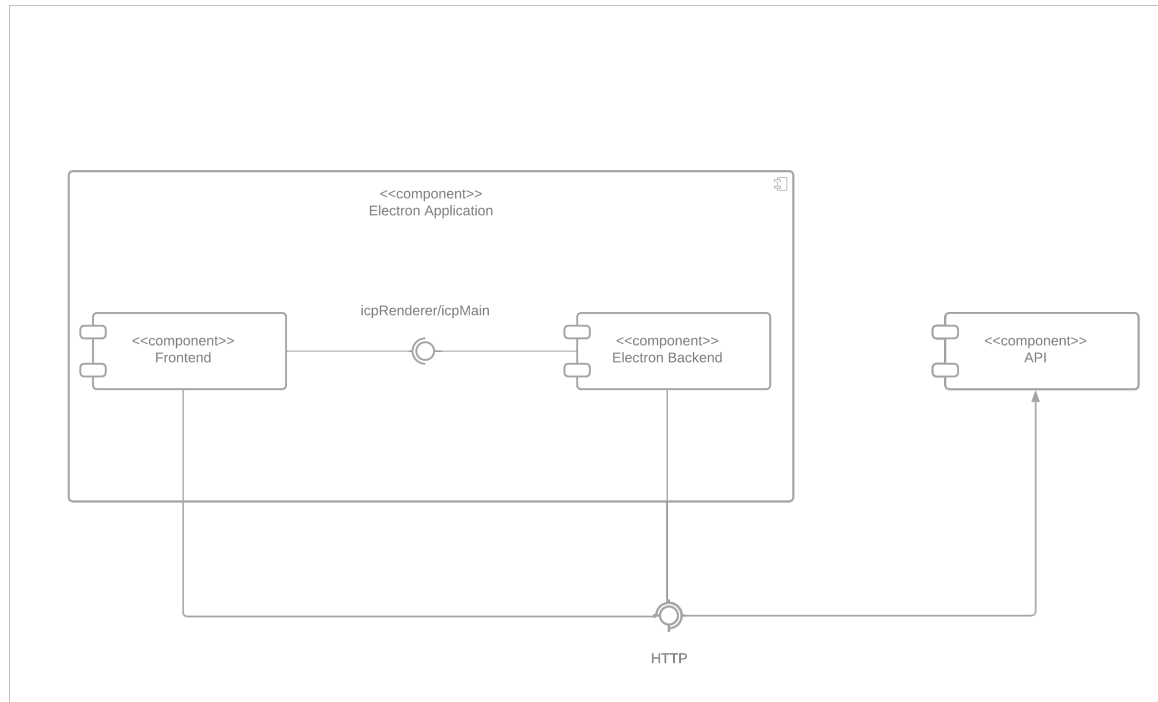 <<component>>
Electron Application
icpRenderer/icpMain
<<component>>
Frontend
<<component>>
Electron Backend
<<component>>
API
HTTP